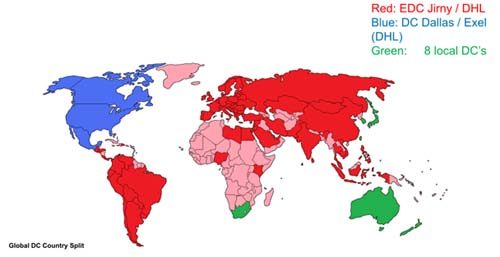 Red: EDC Jirny / DHL
Blue: DC Dallas / Exel
(DHL)
Green: 8 local DC's
Global DC Country Split